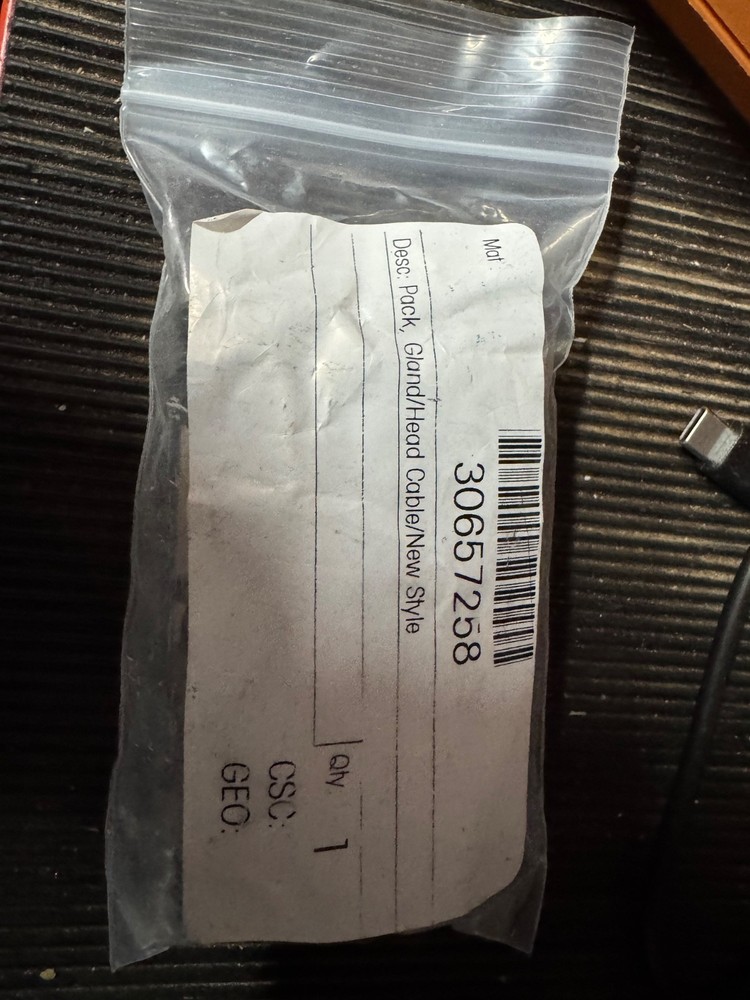 Mat
30657258
Desc: Pack, Gland/Head Cable/New Style
Qty. 1
CSC:
GEO: